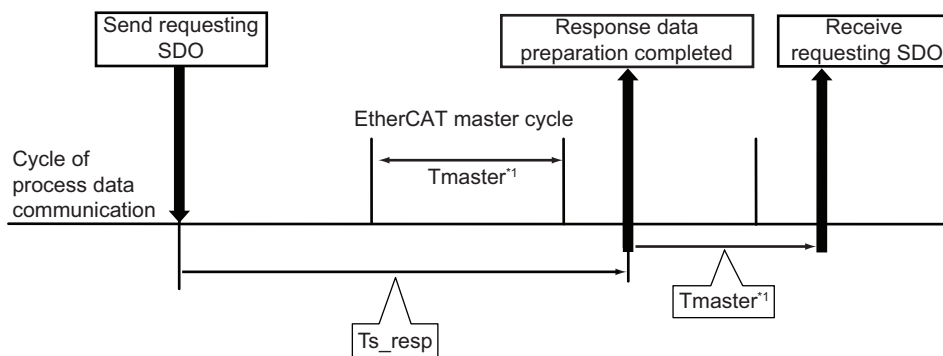 Send requesting
SDO
Response data
preparation completed
Receive
requesting SDO
EtherCAT master cycle
Tmaster*1
Cycle of
process data
communication
Ts_resp
Tmaster*1